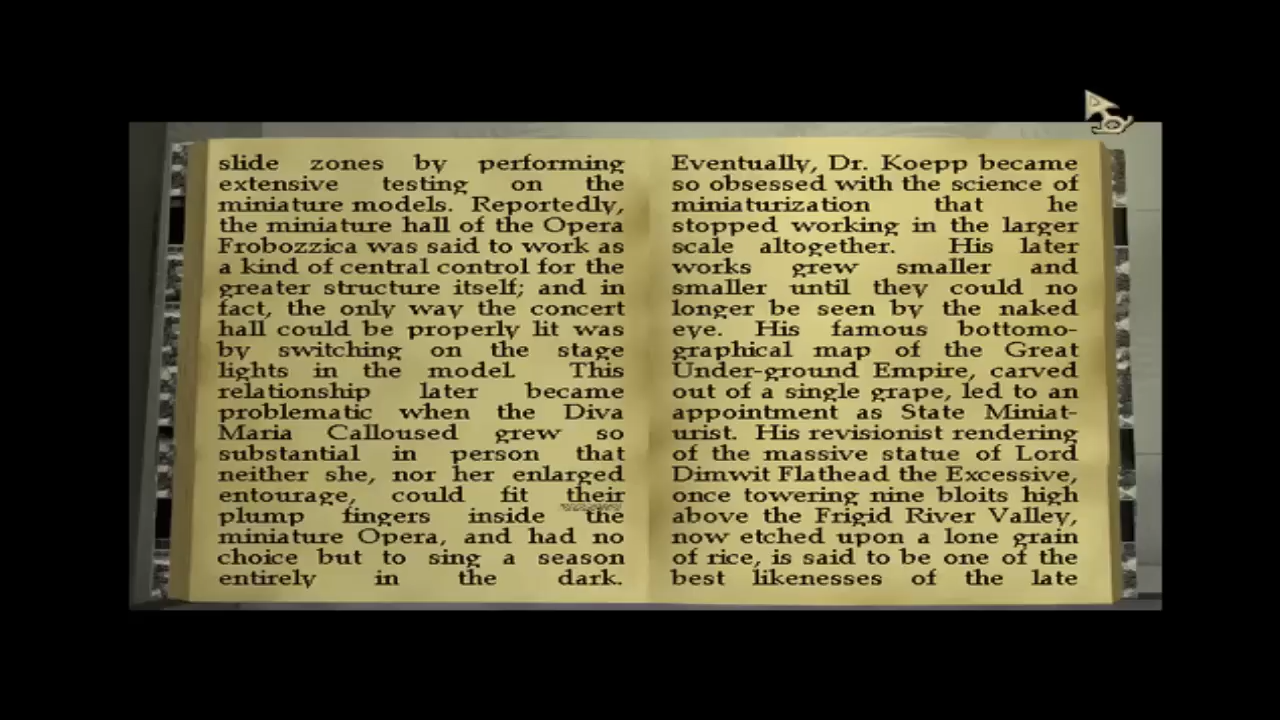 slide zones by performing
extensive testing on the
miniature models. Reportedly,
the miniature hall of the Opera
Frobozzica was said to work as
a kind of central control for the
greater structure itself; and in
fact, the only way the concert
hall could be properly lit was
by switching on the stage
lights in the model. This
relationship later became
problematic when the Diva
Maria Calloused grew so
substantial in person that
neither she, nor her enlarged
entourage, could fit their
plump fingers inside the
miniature Opera, and had no
choice but to sing a season
entirely in the dark.
Eventually, Dr. Koepp became
so obsessed with the science of
miniaturization that he
stopped working in the larger
scale altogether. His later
works grew smaller and
smaller until they could no
longer be seen by the naked
eye. His famous bottomo-
graphical map of the Great
Under-ground Empire, carved
out of a single grape, led to an
appointment as State Miniat-
urist. His revisionist rendering
of the massive statue of Lord
Dimwit Flathead the Excessive,
once towering nine bloits high
above the Frigid River Valley,
now etched upon a lone grain
of rice, is said to be one of the
best likenesses of the late